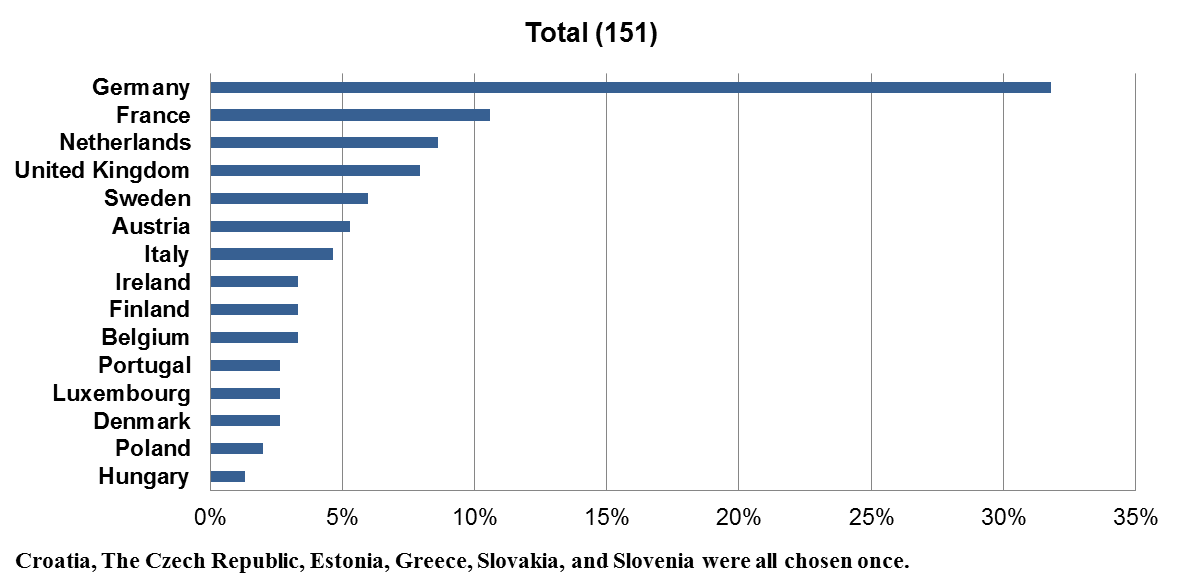 Total (151)
Germany
France
Netherlands
United Kingdom
Sweden
Austria
Italy
Ireland
Finland
Belgium
Portugal
Luxembourg
Denmark
Poland
Hungary
0% 5% 10% 15% 20% 25% 30% 35%
Croatia, The Czech Republic, Estonia, Greece, Slovakia, and Slovenia were all chosen once.